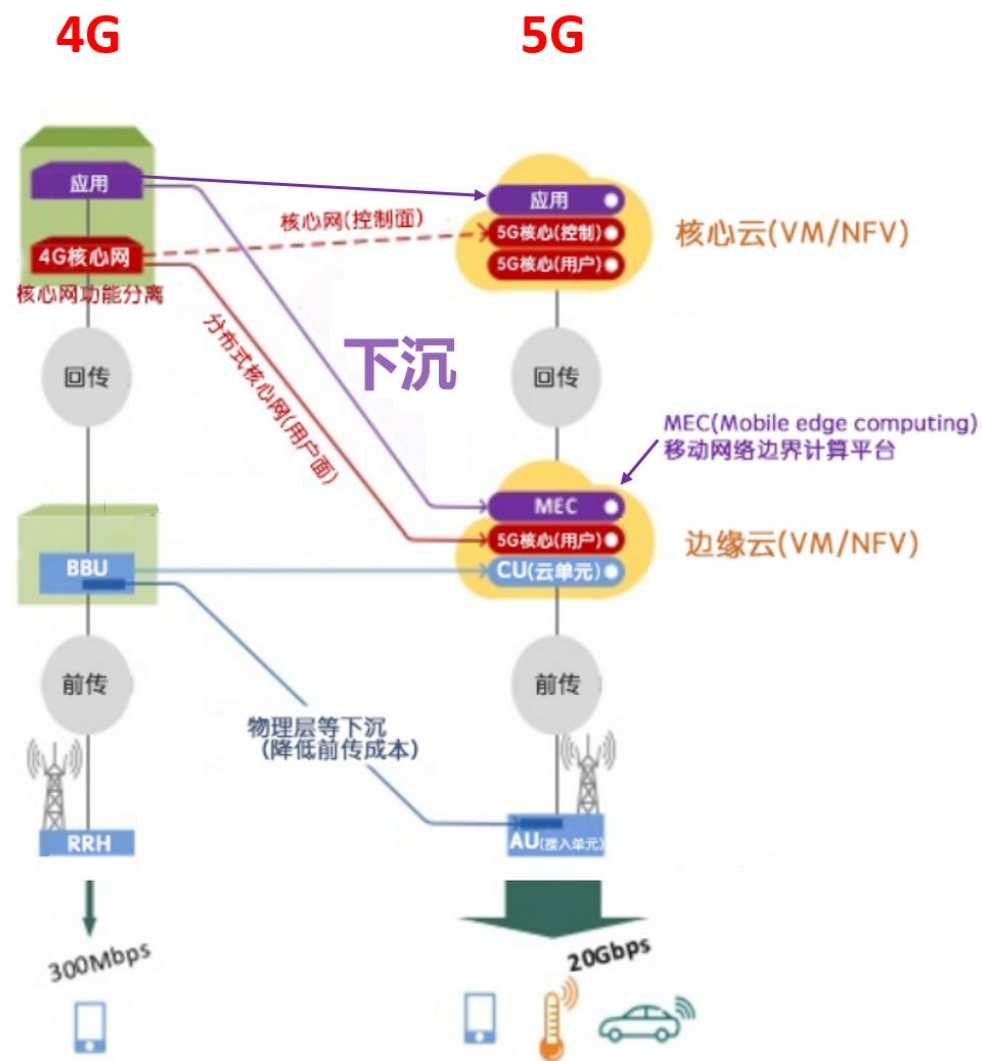 4G
5G
应用
4G核心网
核心网功能分离
核心网(控制面)
分布式核心网(用户面)
下沉
应用
5G核心(控制)
5G核心(用户)
核心云(VM/NFV)
回传
回传
MEC(Mobile edge computing)
移动网络边界计算平台
MEC
5G核心(用户)
CU(云单元)
边缘云(VM/NFV)
BBU
前传
前传
物理层等下沉
(降低前传成本)
RRH
AU(接入单元)
300Mbps
20Gbps